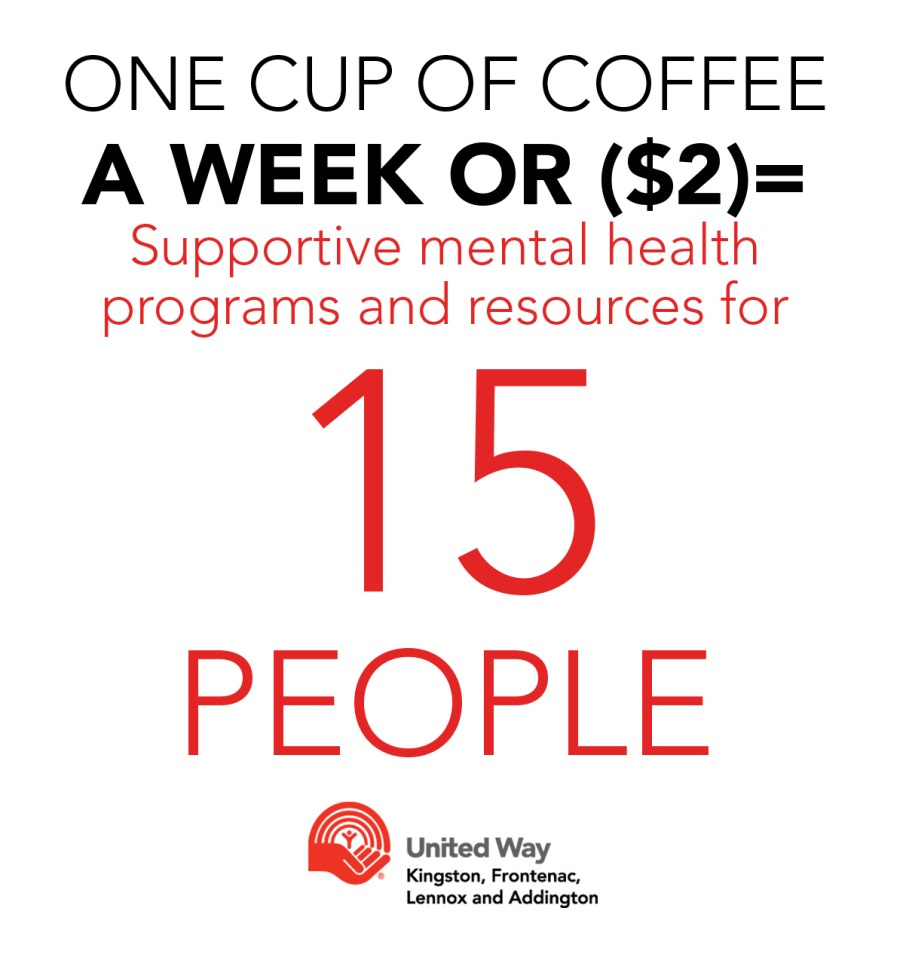 ONE CUP OF COFFEE
A WEEK OR ($2)=
Supportive mental health
programs and resources for
15
PEOPLE
United Way
Kingston, Frontenac,
Lennox and Addington